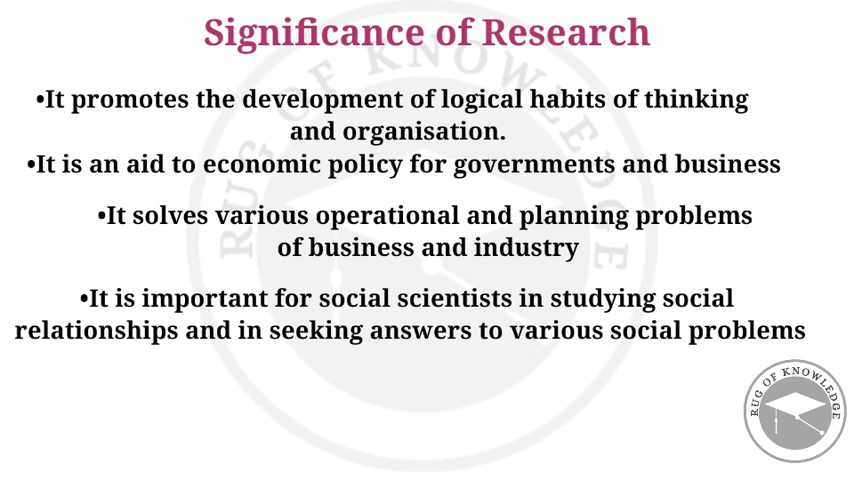 Significance of Research
•It promotes the development of logical habits of thinking
and organisation.
•It is an aid to economic policy for governments and business
•It solves various operational and planning problems
of business and industry
•It is important for social scientists in studying social
relationships and in seeking answers to various social problems
RUG OF KNOWLEDGE
RUG OF KNOWLEDGE